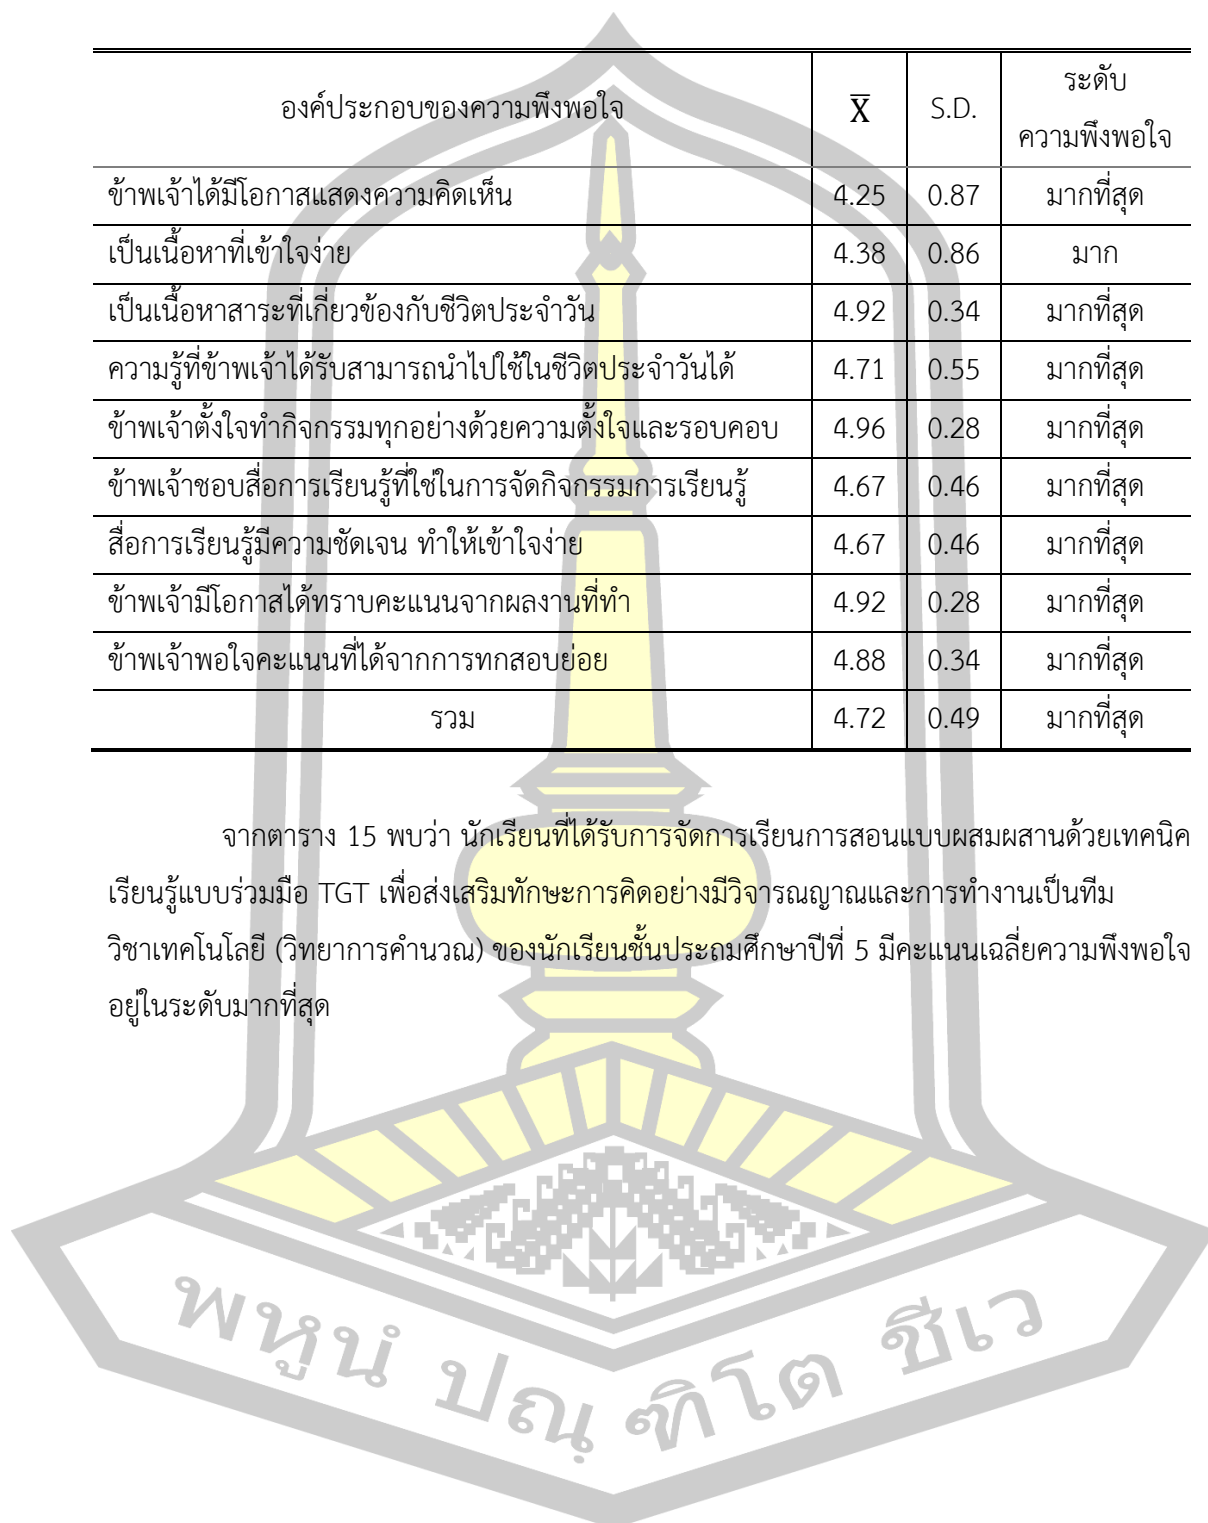 องค์ประกอบของความพึงพอใจ X̅ S.D. ระดับ
ความพึงพอใจ
ข้าพเจ้าได้มีโอกาสแสดงความคิดเห็น 4.25 0.87 มากที่สุด
เป็นเนื้อหาที่เข้าใจง่าย 4.38 0.86 มาก
เป็นเนื้อหาสาระที่เกี่ยวข้องกับชีวิตประจำวัน 4.92 0.34 มากที่สุด
ความรู้ที่ข้าพเจ้าได้รับสามารถนำไปใช้ในชีวิตประจำวันได้ 4.71 0.55 มากที่สุด
ข้าพเจ้าตั้งใจทำกิจกรรมทุกอย่างด้วยความตั้งใจและรอบคอบ 4.96 0.28 มากที่สุด
ข้าพเจ้าชอบสื่อการเรียนรู้ที่ใช่ในการจัดกิจกรรมการเรียนรู้ 4.67 0.46 มากที่สุด
สื่อการเรียนรู้มีความชัดเจน ทำให้เข้าใจง่าย 4.67 0.46 มากที่สุด
ข้าพเจ้ามีโอกาสได้ทราบคะแนนจากผลงานที่ทำ 4.92 0.28 มากที่สุด
ข้าพเจ้าพอใจคะแนนที่ได้จากการทกสอบย่อย 4.88 0.34 มากที่สุด
รวม 4.72 0.49 มากที่สุด
จากตาราง 15 พบว่า นักเรียนที่ได้รับการจัดการเรียนการสอนแบบผสมผสานด้วยเทคนิค
เรียนรู้แบบร่วมมือ TGT เพื่อส่งเสริมทักษะการคิดอย่างมีวิจารณญาณและการทำงานเป็นทีม
วิชาเทคโนโลยี (วิทยาการคำนวณ) ของนักเรียนชั้นประถมศึกษาปีที่ 5 มีคะแนนเฉลี่ยความพึงพอใจ
อยู่ในระดับมากที่สุด
พหูนํ ปณฺฑิโต ชีเว